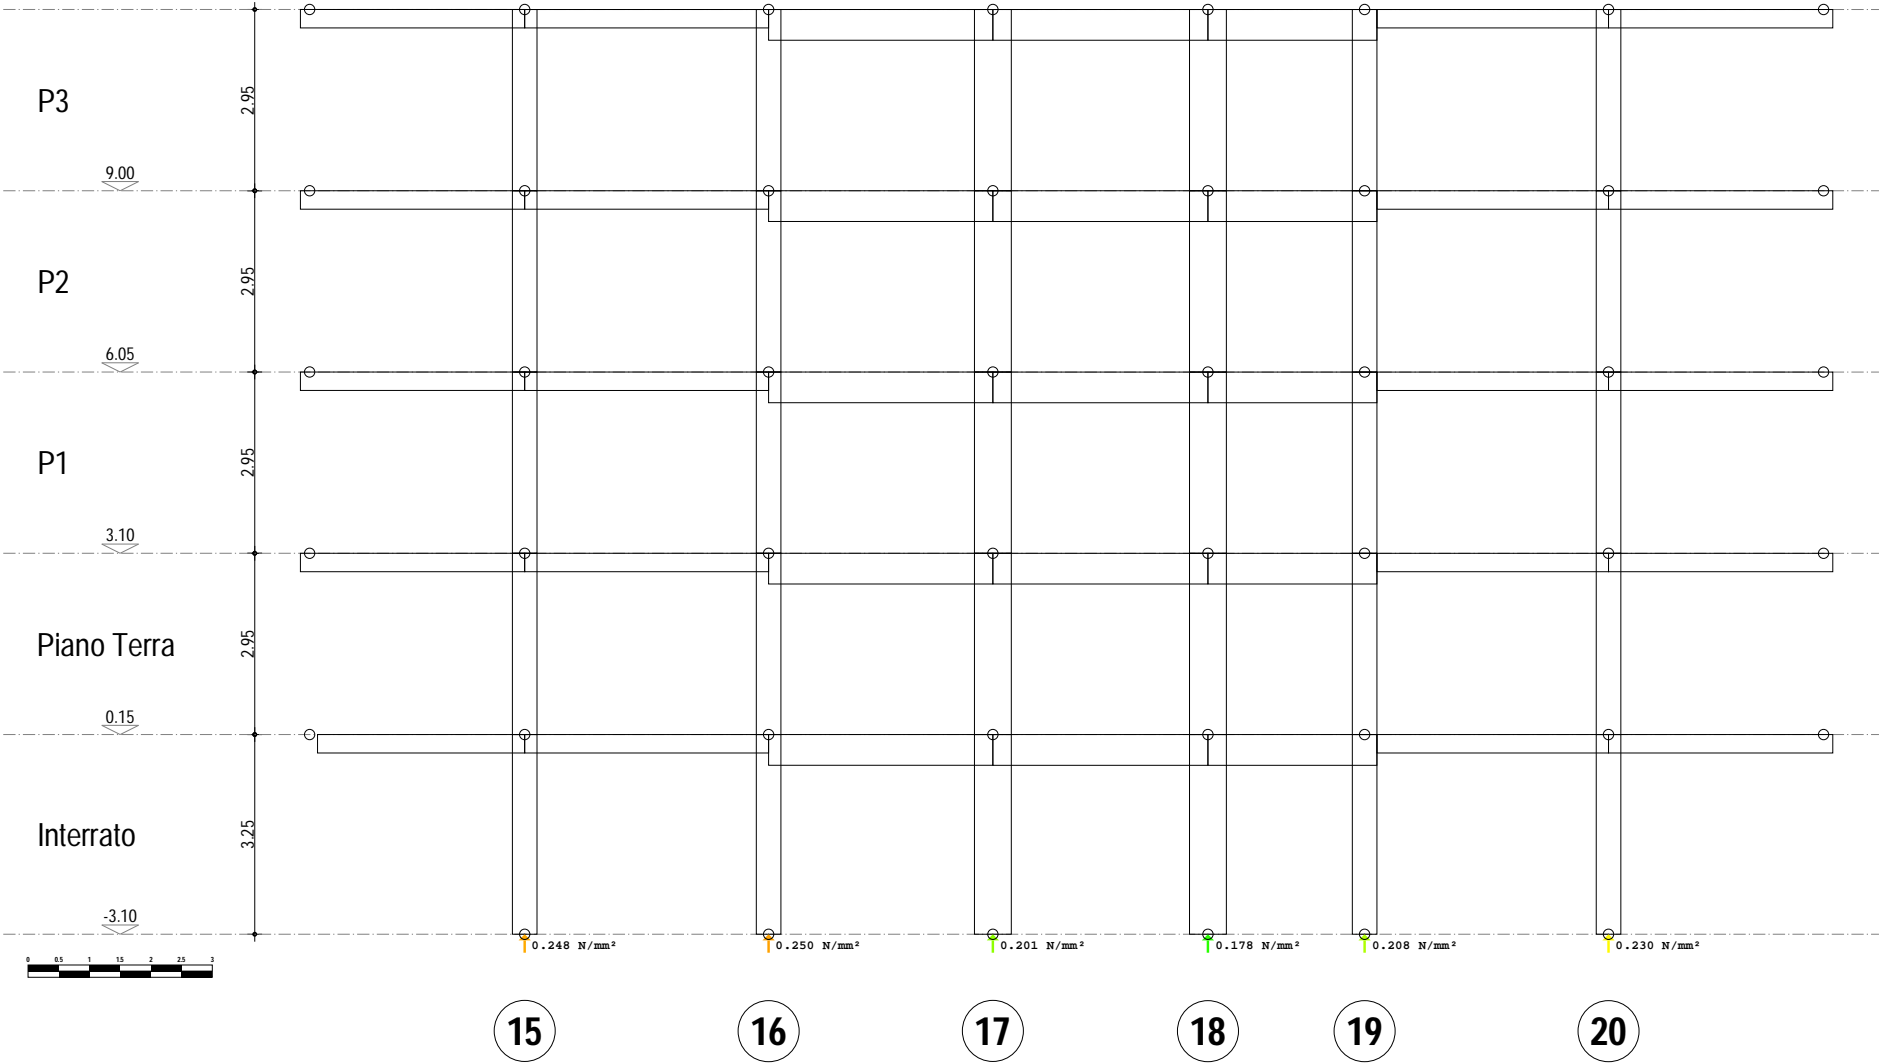 P3
2.95
9.00
P2
2.95
6.05
P1
2.95
3.10
Piano Terra
2.95
0.15
Interrato
3.25
-3.10
0.248 N/mm² 0.250 N/mm² 0.201 N/mm² 0.178 N/mm² 0.208 N/mm² 0.230 N/mm²
0 0.5 1 1.5 2 2.5 3
15 16 17 18 19 20